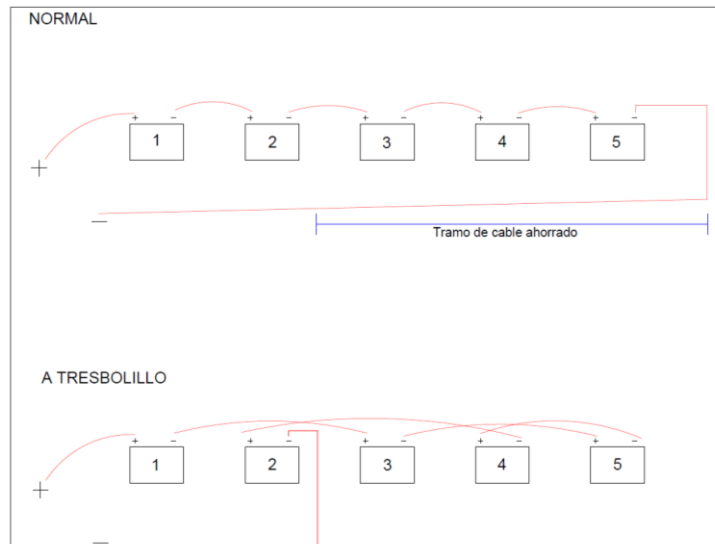 NORMAL
+ - + - + - + - + -
1 2 3 4 5
+
-
Tramo de cable ahorrado
A TRESBOLILLO
+ - + - + - + - + -
1 2 3 4 5
+
-